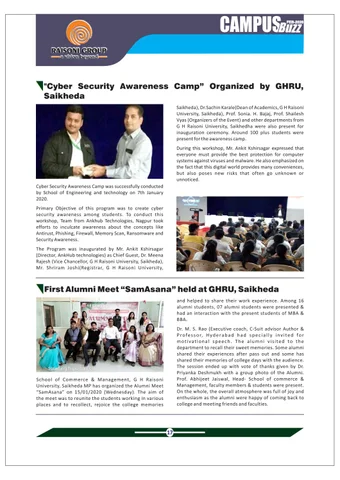 CAMPUS
FEB-2020
BUZZ
RAISONI GROUP
"Cyber Security Awareness Camp" Organized by GHRU,
Saikheda
Cyber Security Awareness Camp was successfully conducted
by School of Engineering and technology on 7th January
2020.
Primary Objective of this program was to create cyber
security awareness among students. To conduct this
workshop, Team from Ankhub Technologies, Nagpur took
efforts to inculcate awareness about the concepts like
Antirust, Phishing, Firewall, Memory Scan, Ransomware and
Security Awareness.
The Program was inaugurated by Mr. Ankit Kshirsagar
(Director, Ankhub technologies) as Chief Guest, Dr. Meena
Rajesh (Vice Chancellor, G H Raisoni University, Saikheda),
Mr. Shriram Joshi(Registrar, G H Raisoni University,
Saikheda), Dr.Sachin Karale(Dean of Academics, G H Raisoni
University, Saikheda), Prof. Sonia. H. Bajaj, Prof. Shailesh
Vyas (Organizers of the Event) and other departments from
G H Raisoni University, Saikhedha were also present for
inauguration ceremony. Around 100 plus students were
present for the awareness camp.
During this workshop, Mr. Ankit Kshirsagar expressed that
everyone must provide the best protection for computer
systems against viruses and malware. He also emphasized on
the fact that this digital world provides many conveniences,
but also poses new risks that often go unknown or
unnoticed.
First Alumni Meet "SamAsana" held at GHRU, Saikheda
School of Commerce & Management, G H Raisoni
University, Saikheda MP has organized the Alumni Meet
"SamAsana" on 15/01/2020 (Wednesday). The aim of
the meet was to reunite the students working in various
places and to recollect, rejoice the college memories
and helped to share their work experience. Among 16
alumni students, 07 alumni students were presented &
had an interaction with the present students of MBA &
BBA.
Dr. M. S. Rao (Executive coach, C-Suit advisor Author &
Professor, Hyderabad had specially invited for
motivational speech. The alumni visited to the
department to recall their sweet memories. Some alumni
shared their experiences after pass out and some has
shared their memories of college days with the audience.
The session ended up with vote of thanks given by Dr.
Priyanka Deshmukh with a group photo of the Alumni.
Prof. Abhijeet Jaiswal, Head- School of commerce &
Management, faculty members & students were present.
On the whole, the overall atmosphere was full of joy and
enthusiasm as the alumni were happy of coming back to
college and meeting friends and faculties.
17